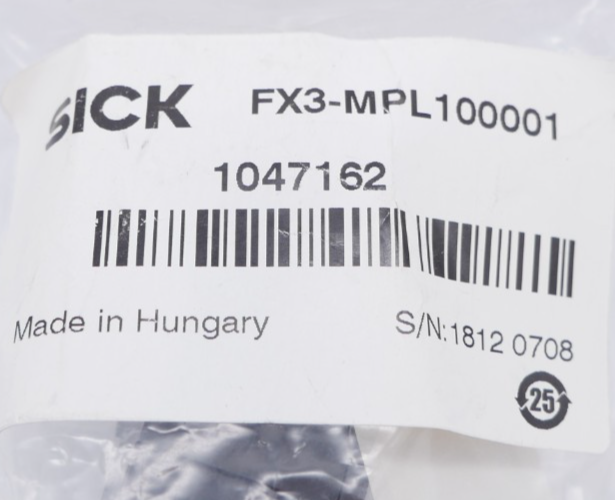 SICK FX3-MPL100001
1047162
Made in Hungary S/N:1812 0708
25